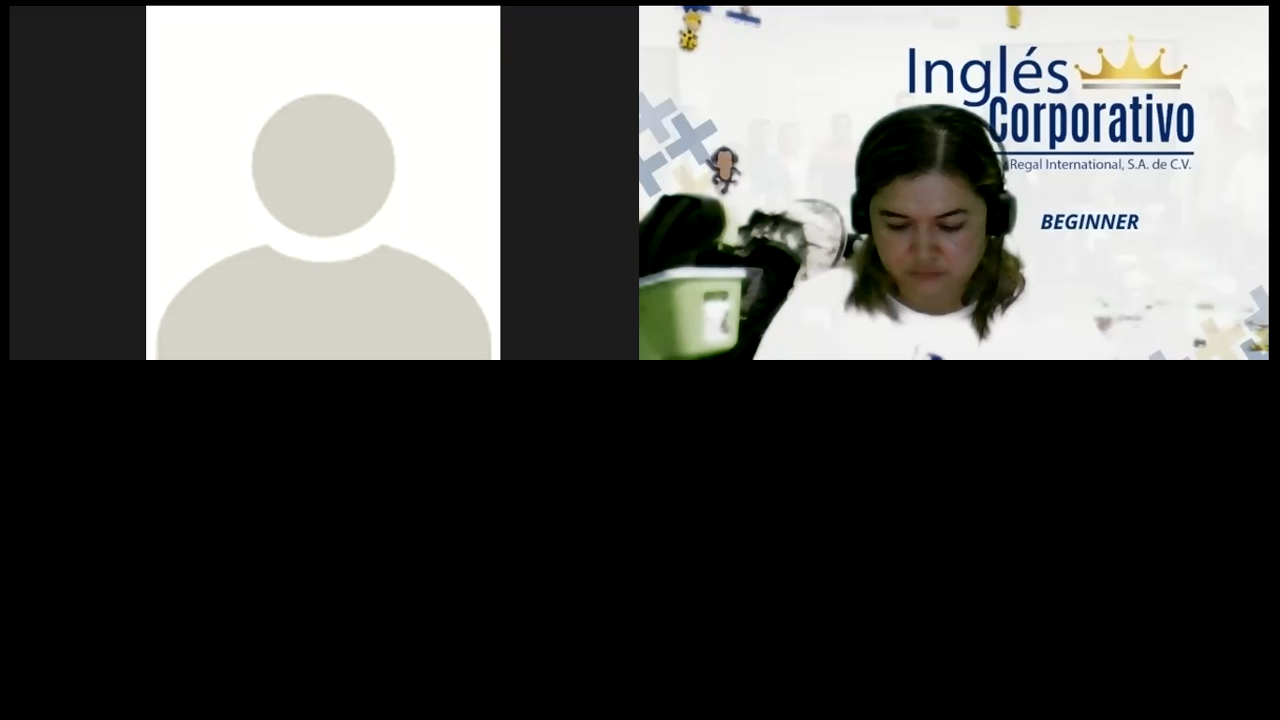 Inglés
Corporativo
Regal International, S.A. de C.V.
BEGINNER